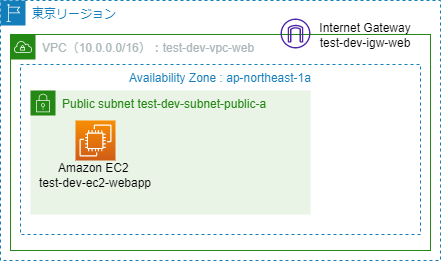 東京リージョン
Internet Gateway
test-dev-igw-web
VPC（10.0.0.0/16）：test-dev-vpc-web
Availability Zone : ap-northeast-1a
Public subnet test-dev-subnet-public-a
Amazon EC2
test-dev-ec2-webapp